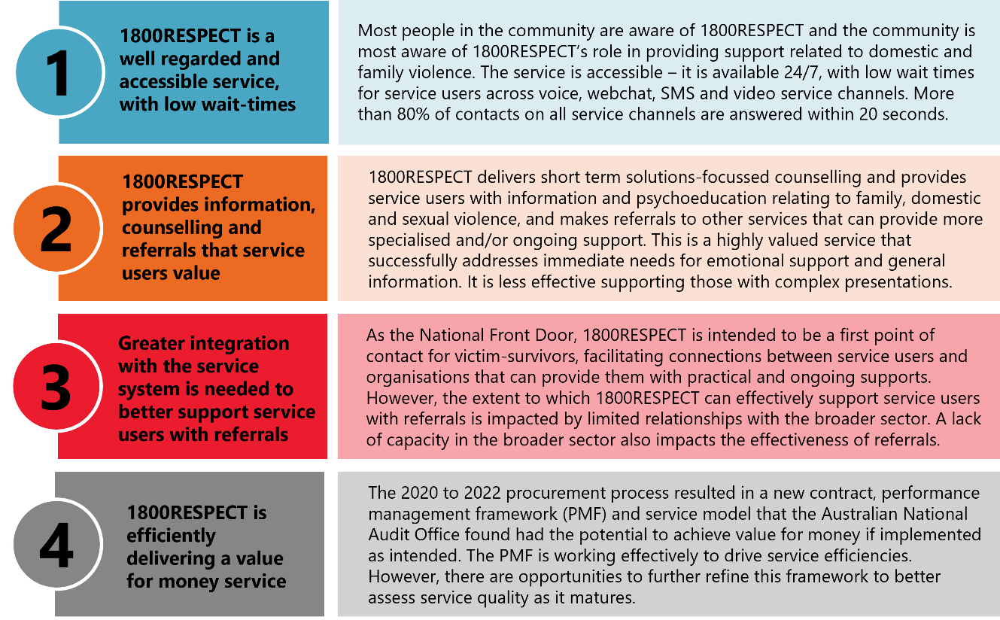 1
1800RESPECT is a
well regarded and
accessible service,
with low wait-times
Most people in the community are aware of 1800RESPECT and the community is
most aware of 1800RESPECT’s role in providing support related to domestic and
family violence. The service is accessible – it is available 24/7, with low wait times
for service users across voice, webchat, SMS and video service channels. More
than 80% of contacts on all service channels are answered within 20 seconds.
2
1800RESPECT
provides information,
counselling and
referrals that service
users value
1800RESPECT delivers short term solutions-focussed counselling and provides
service users with information and psychoeducation relating to family, domestic
and sexual violence, and makes referrals to other services that can provide more
specialised and/or ongoing support. This is a highly valued service that
successfully addresses immediate needs for emotional support and general
information. It is less effective supporting those with complex presentations.
3
Greater integration
with the service
system is needed to
better support service
users with referrals
As the National Front Door, 1800RESPECT is intended to be a first point of
contact for victim-survivors, facilitating connections between service users and
organisations that can provide them with practical and ongoing supports.
However, the extent to which 1800RESPECT can effectively support service users
with referrals is impacted by limited relationships with the broader sector. A lack
of capacity in the broader sector also impacts the effectiveness of referrals.
4
1800RESPECT is
efficiently
delivering a value
for money service
The 2020 to 2022 procurement process resulted in a new contract, performance
management framework (PMF) and service model that the Australian National
Audit Office found had the potential to achieve value for money if implemented
as intended. The PMF is working effectively to drive service efficiencies.
However, there are opportunities to further refine this framework to better
assess service quality as it matures.